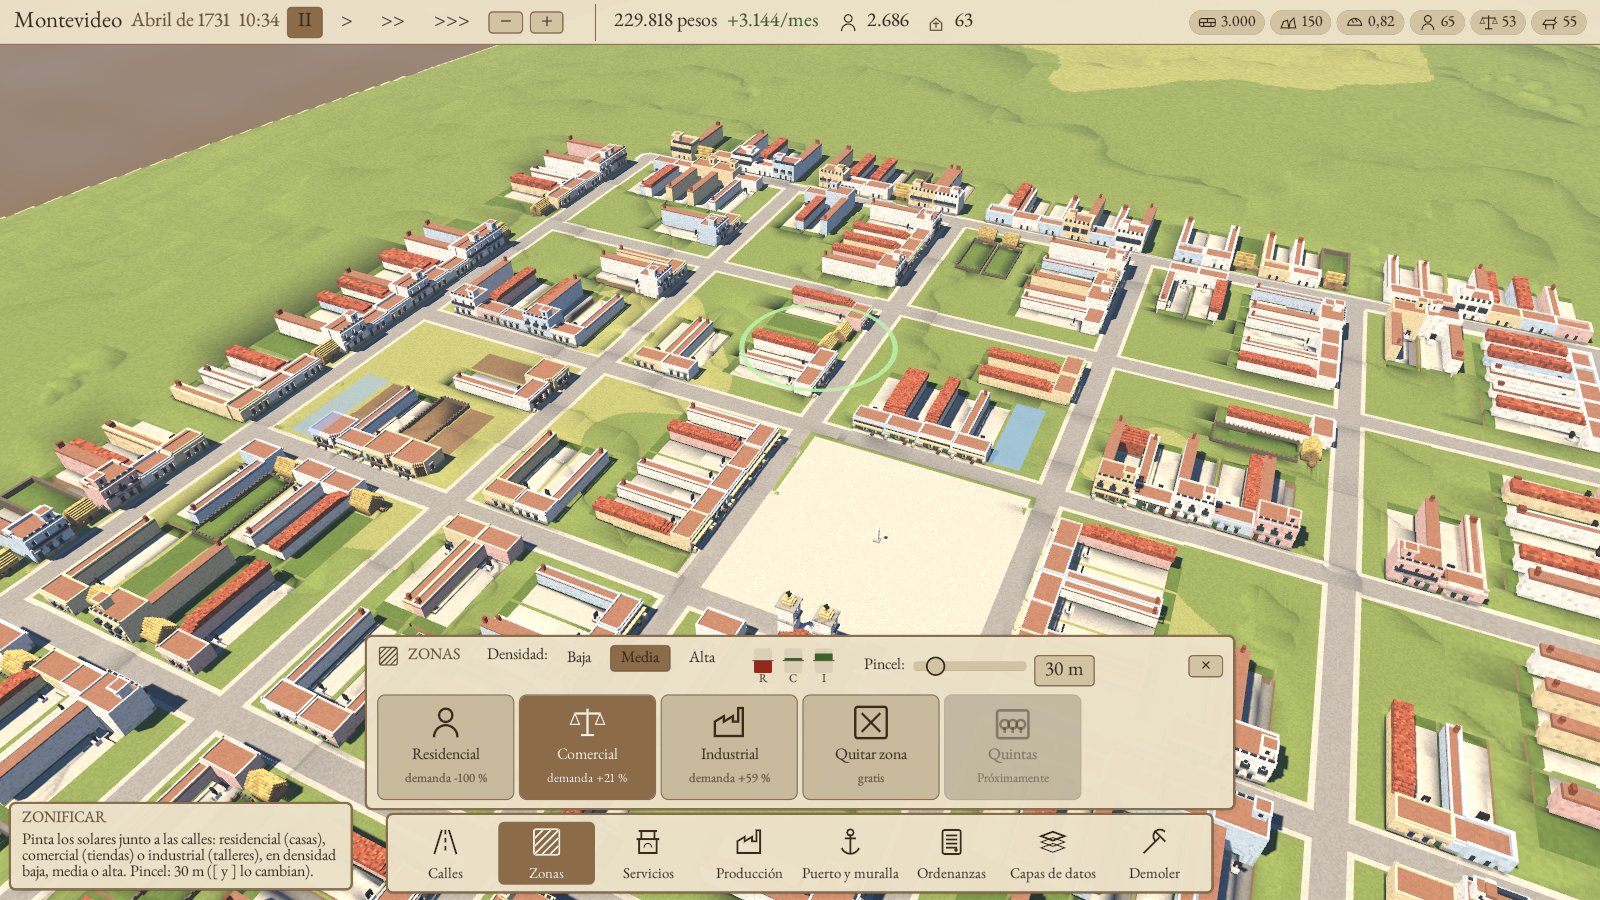 Montevideo Abril de 1731 10:34 II > >> >>> − + 229.818 pesos +3.144/mes 2.686 63 3.000 150 0,82 65 53 55
ZONAS Densidad: Baja Media Alta R C I Pincel: 30 m ×
Residencial
demanda -100 %
Comercial
demanda +21 %
Industrial
demanda +59 %
Quitar zona
gratis
Quintas
Próximamente
ZONIFICAR
Pinta los solares junto a las calles: residencial (casas),
comercial (tiendas) o industrial (talleres), en densidad
baja, media o alta. Pincel: 30 m ([ y ] lo cambian).
Calles Zonas Servicios Producción Puerto y muralla Ordenanzas Capas de datos Demoler